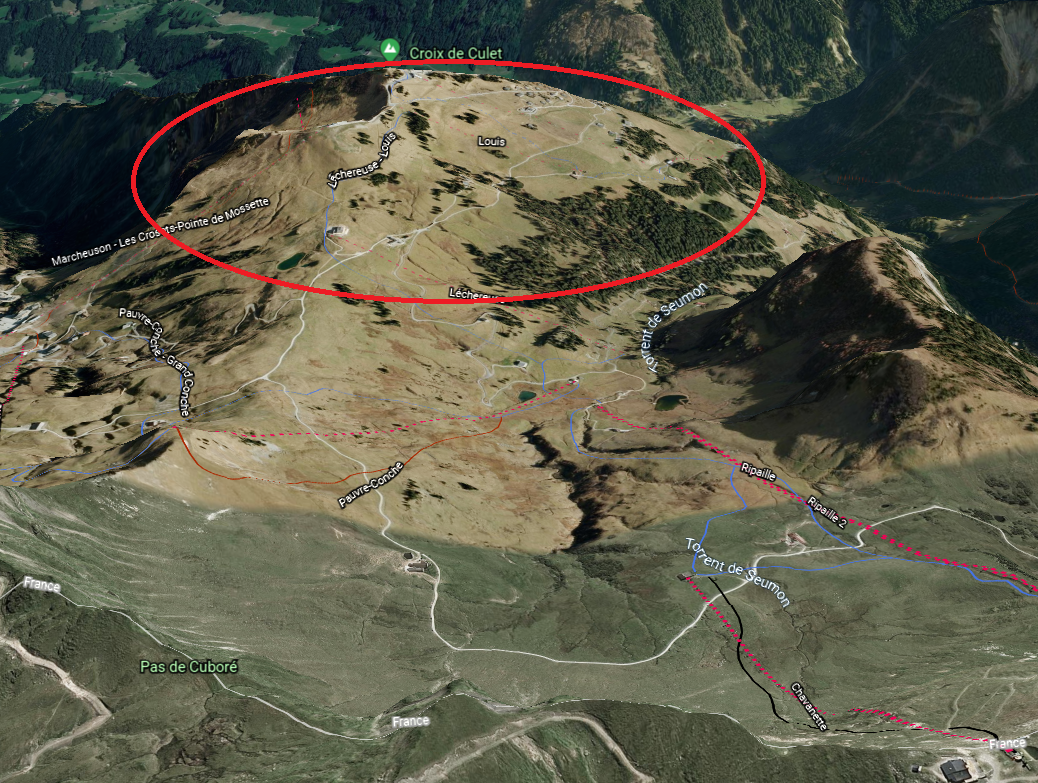 Croix de Culet
Louis
Léchereuse - Louis
Marcheuson - Les Crosets-Pointe de Mossette
Torrent de Seumon
Pauvre-Conche - Grand Conche
Ripaille
Pauvre-Conche
Ripaille 2
Torrent de Seumon
France
Pas de Cuboré
Chavanette
France
France